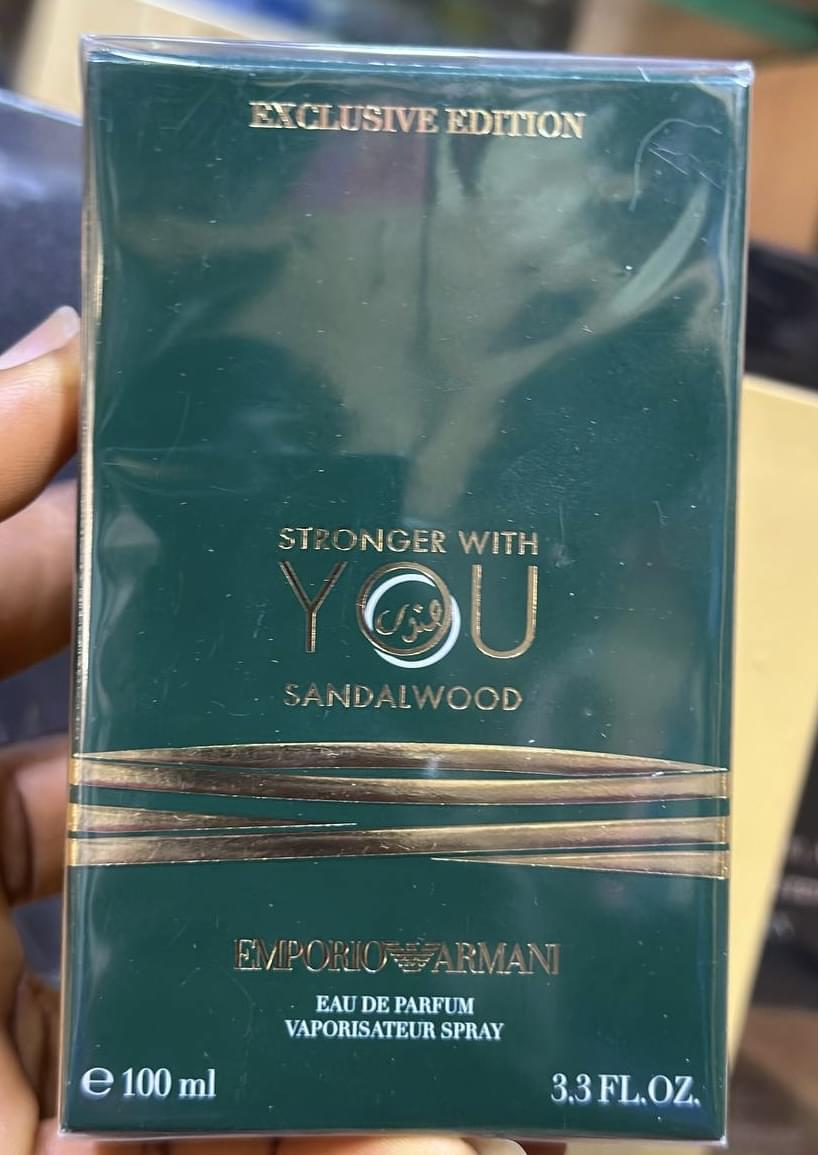 EXCLUSIVE EDITION
STRONGER WITH
YOU
SANDALWOOD
EMPORIO ARMANI
EAU DE PARFUM
VAPORISATEUR SPRAY
℮ 100 ml
3.3 FL.OZ.